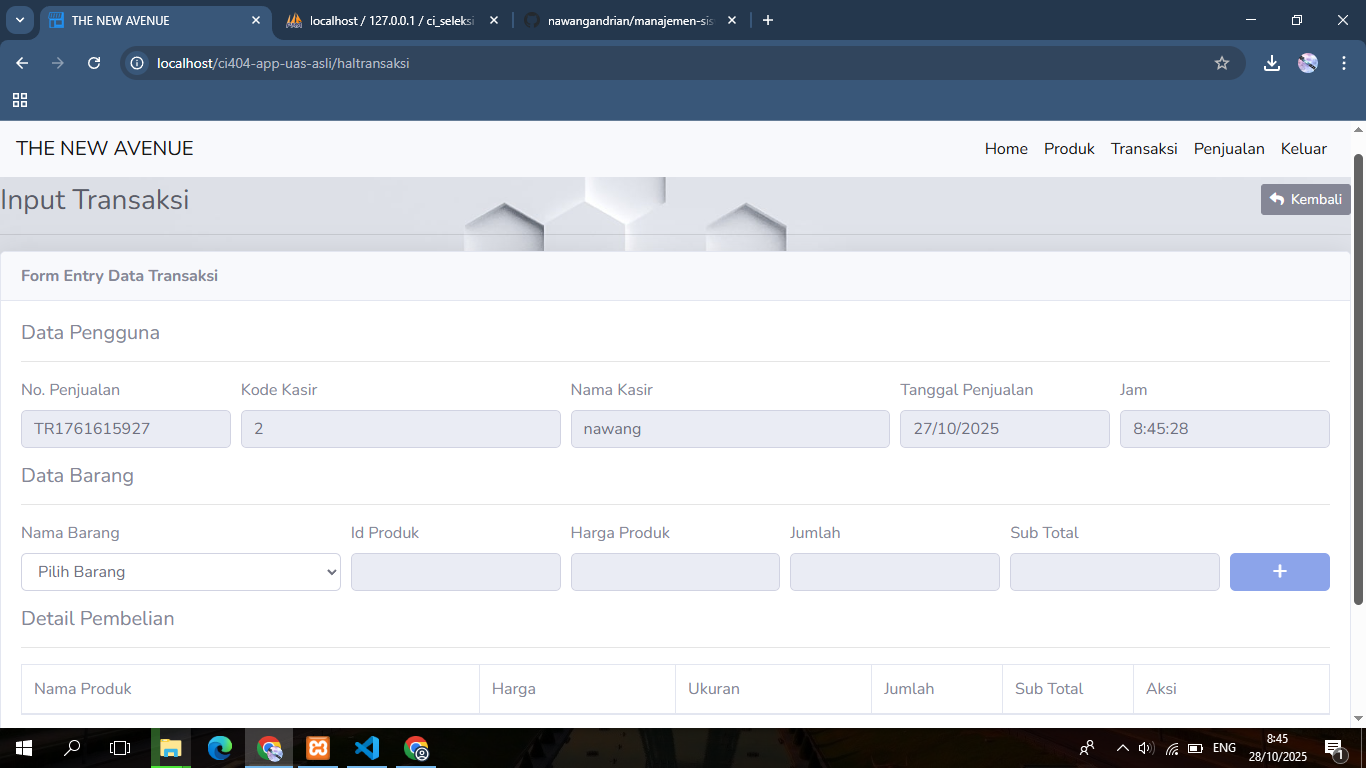 THE NEW AVENUE
localhost / 127.0.0.1 / ci_seleksi
nawangandrian/manajemen-sis
localhost/ci404-app-uas-asli/haltransaksi
THE NEW AVENUE
Home Produk Transaksi Penjualan Keluar
Input Transaksi
Kembali
Form Entry Data Transaksi
Data Pengguna
No. Penjualan Kode Kasir Nama Kasir Tanggal Penjualan Jam
TR1761615927 2 nawang 27/10/2025 8:45:28
Data Barang
Nama Barang Id Produk Harga Produk Jumlah Sub Total
Pilih Barang +
Detail Pembelian
Nama Produk Harga Ukuran Jumlah Sub Total Aksi
ENG
8:45
28/10/2025
1